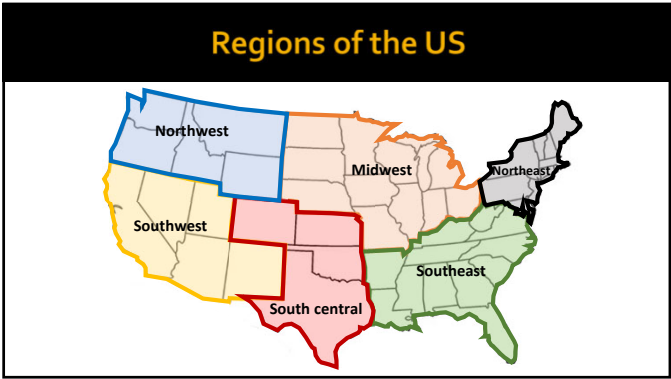 Regions of the US
Northwest
Midwest
Northeast
Southwest
Southeast
South central